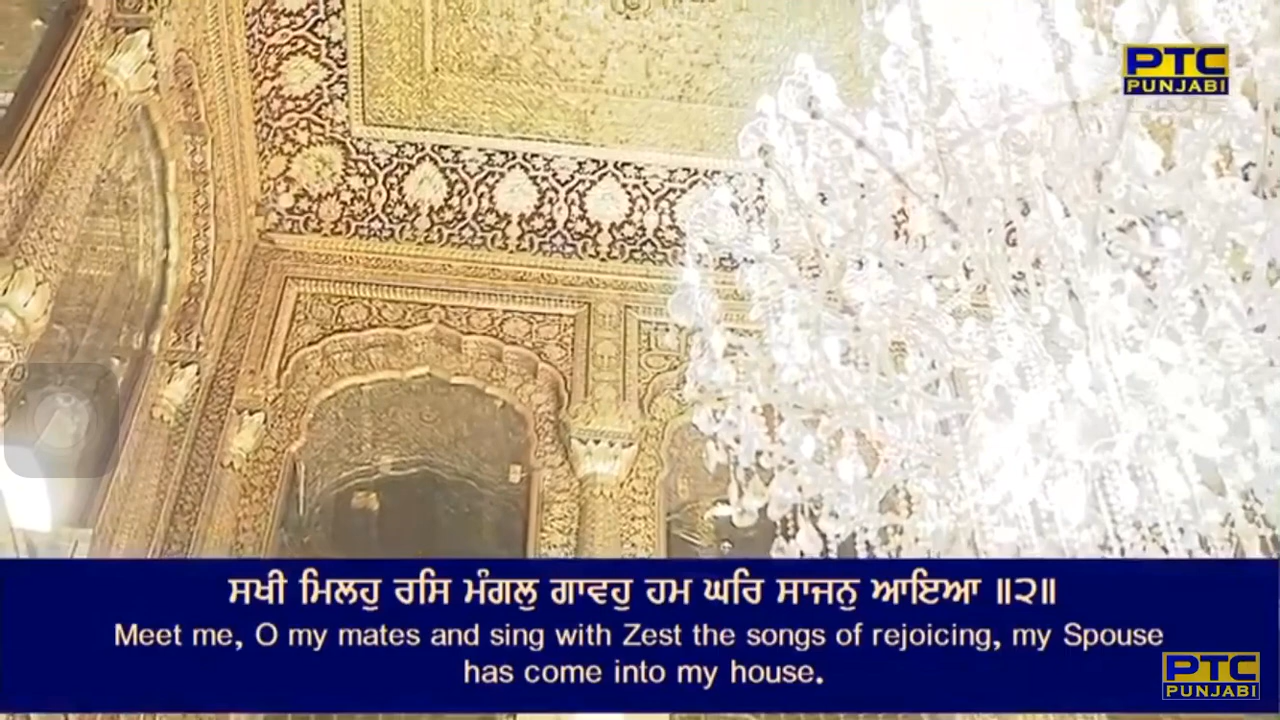 PTC
PUNJABI
ਸਖੀ ਮਿਲਹੁ ਰਸਿ ਮੰਗਲੁ ਗਾਵਹੁ ਹਮ ਘਰਿ ਸਾਜਨੁ ਆਇਆ ॥੨॥
Meet me, O my mates and sing with Zest the songs of rejoicing, my Spouse
has come into my house.
PTC
PUNJABI